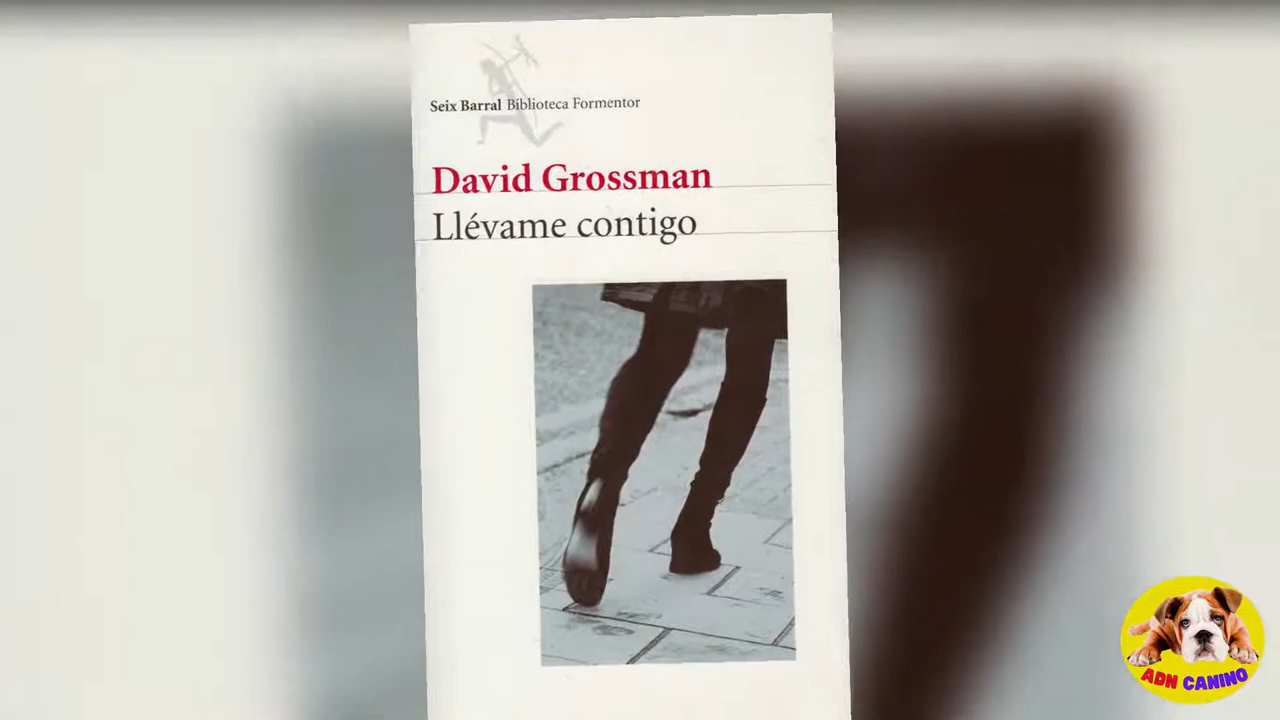 Seix Barral Biblioteca Formentor
David Grossman
Llévame contigo
ADN CANINO